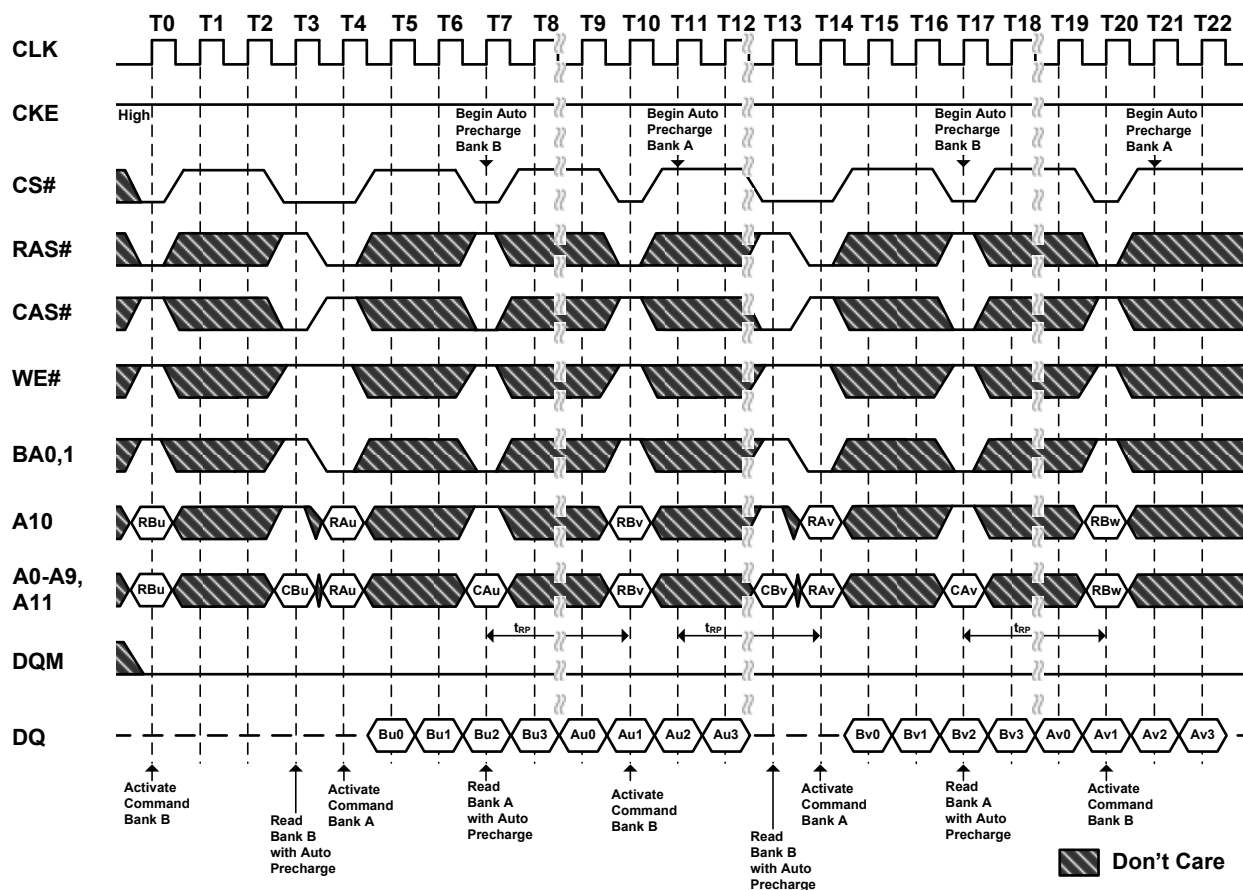 T0 T1 T2 T3 T4 T5 T6 T7 T8 T9 T10 T11 T12 T13 T14 T15 T16 T17 T18 T19 T20 T21 T22
CLK
CKE
High
Begin Auto
Precharge
Bank B
Begin Auto
Precharge
Bank A
Begin Auto
Precharge
Bank B
Begin Auto
Precharge
Bank A
CS#
RAS#
CAS#
WE#
BA0,1
A10
RBu RAu RBv RAv RBw
A0-A9,
A11
RBu CBu RAu CAu RBv CBv RAv CAv RBw
tRP tRP tRP
DQM
DQ
Bu0 Bu1 Bu2 Bu3 Au0 Au1 Au2 Au3 Bv0 Bv1 Bv2 Bv3 Av0 Av1 Av2 Av3
Activate
Command
Bank B
Read
Bank B
with Auto
Precharge
Activate
Command
Bank A
Read
Bank A
with Auto
Precharge
Activate
Command
Bank B
Read
Bank B
with Auto
Precharge
Activate
Command
Bank A
Read
Bank A
with Auto
Precharge
Activate
Command
Bank B
Don't Care